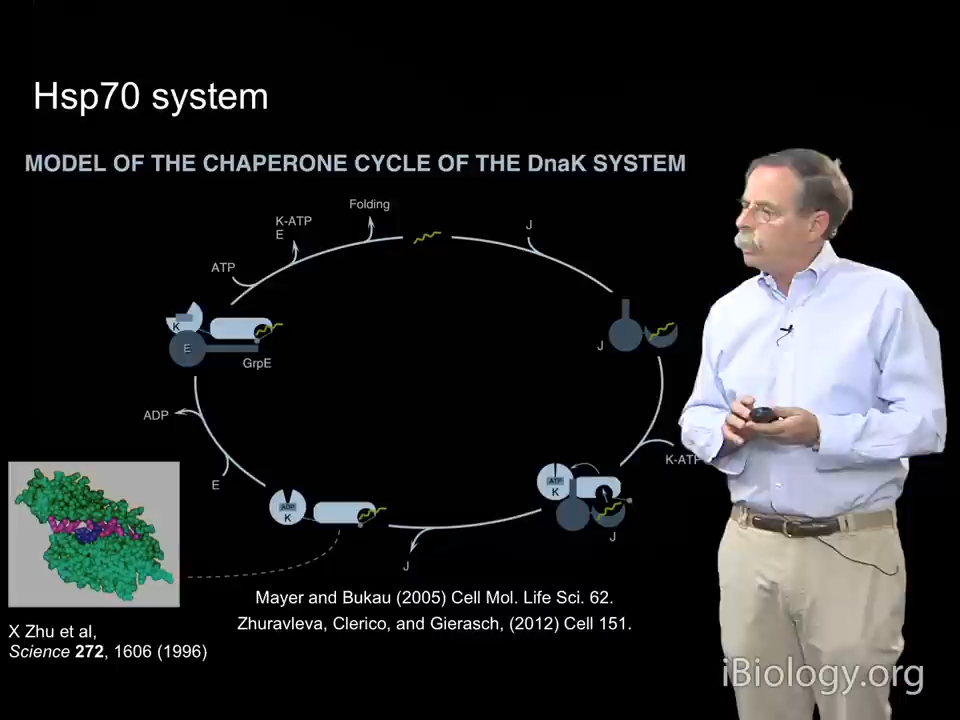 Hsp70 system
MODEL OF THE CHAPERONE CYCLE OF THE DnaK SYSTEM
Folding
K-ATP
E
J
ATP
K
E
GrpE
J
ADP
K-ATP
E
ATP
K
ADP
K
J
J
Mayer and Bukau (2005) Cell Mol. Life Sci. 62.
Zhuravleva, Clerico, and Gierasch, (2012) Cell 151.
X Zhu et al,
Science 272, 1606 (1996)
iBiology.org